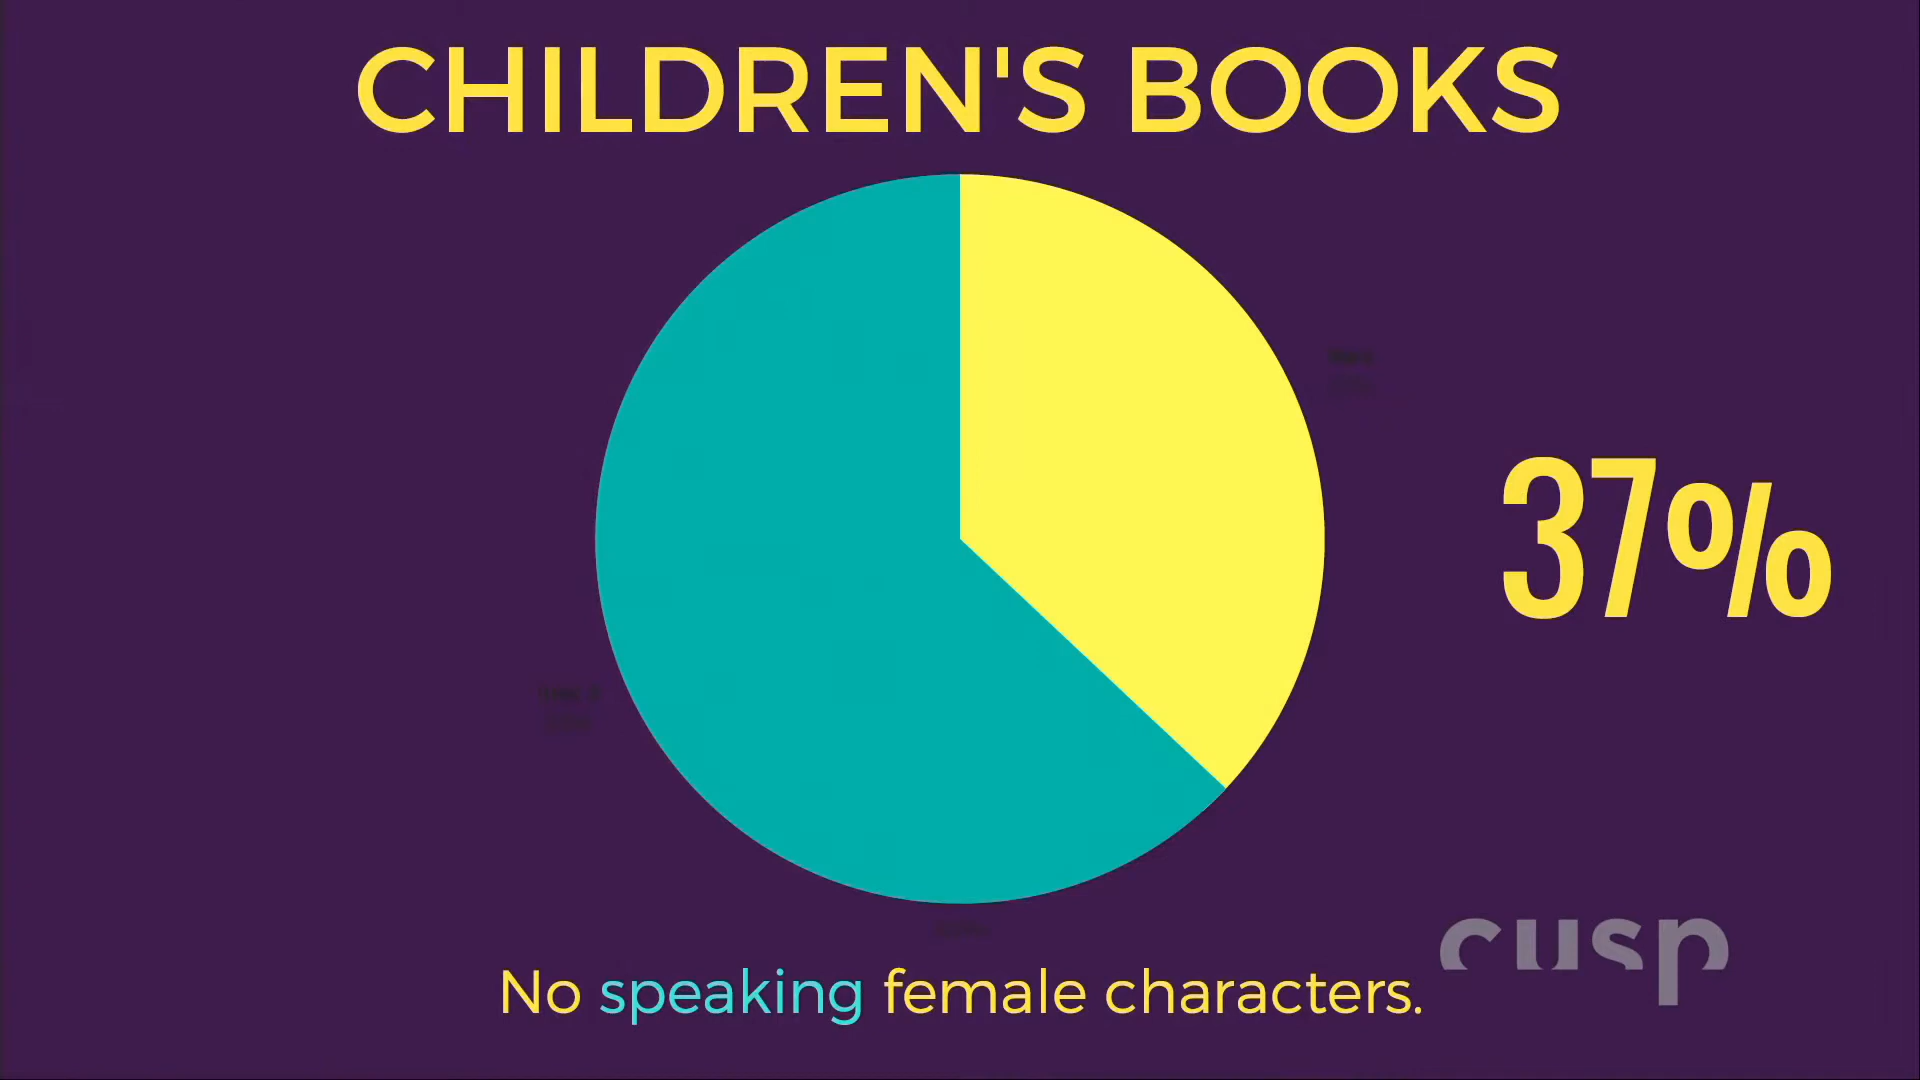 CHILDREN'S BOOKS
37%
cusp
No speaking female characters.